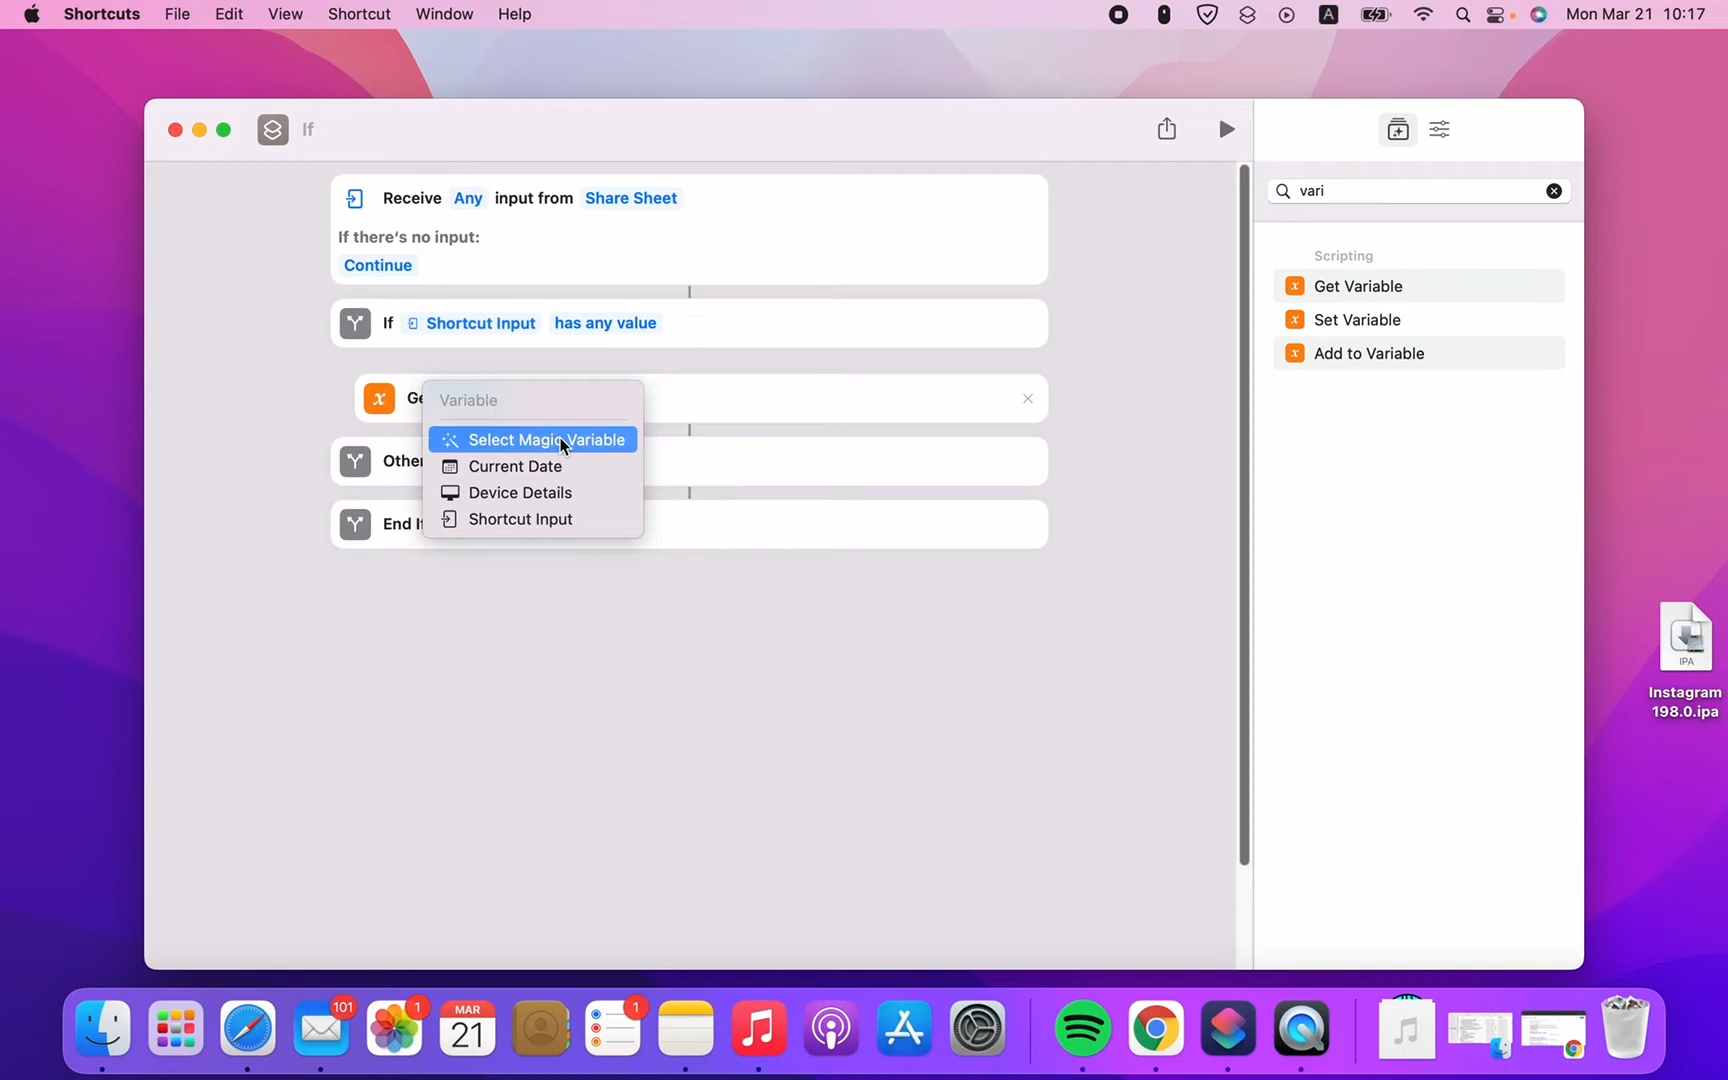 Shortcuts File Edit View Shortcut Window Help A Mon Mar 21 10:17
If
vari
Receive Any input from Share Sheet
If there's no input:
Continue
If Shortcut Input has any value
Scripting
x Get Variable
x Set Variable
x Add to Variable
x Ge
Variable
Select Magic Variable
Current Date
Device Details
Shortcut Input
Other
End If
IPA
Instagram
198.0.ipa
101
1
MAR
21
1